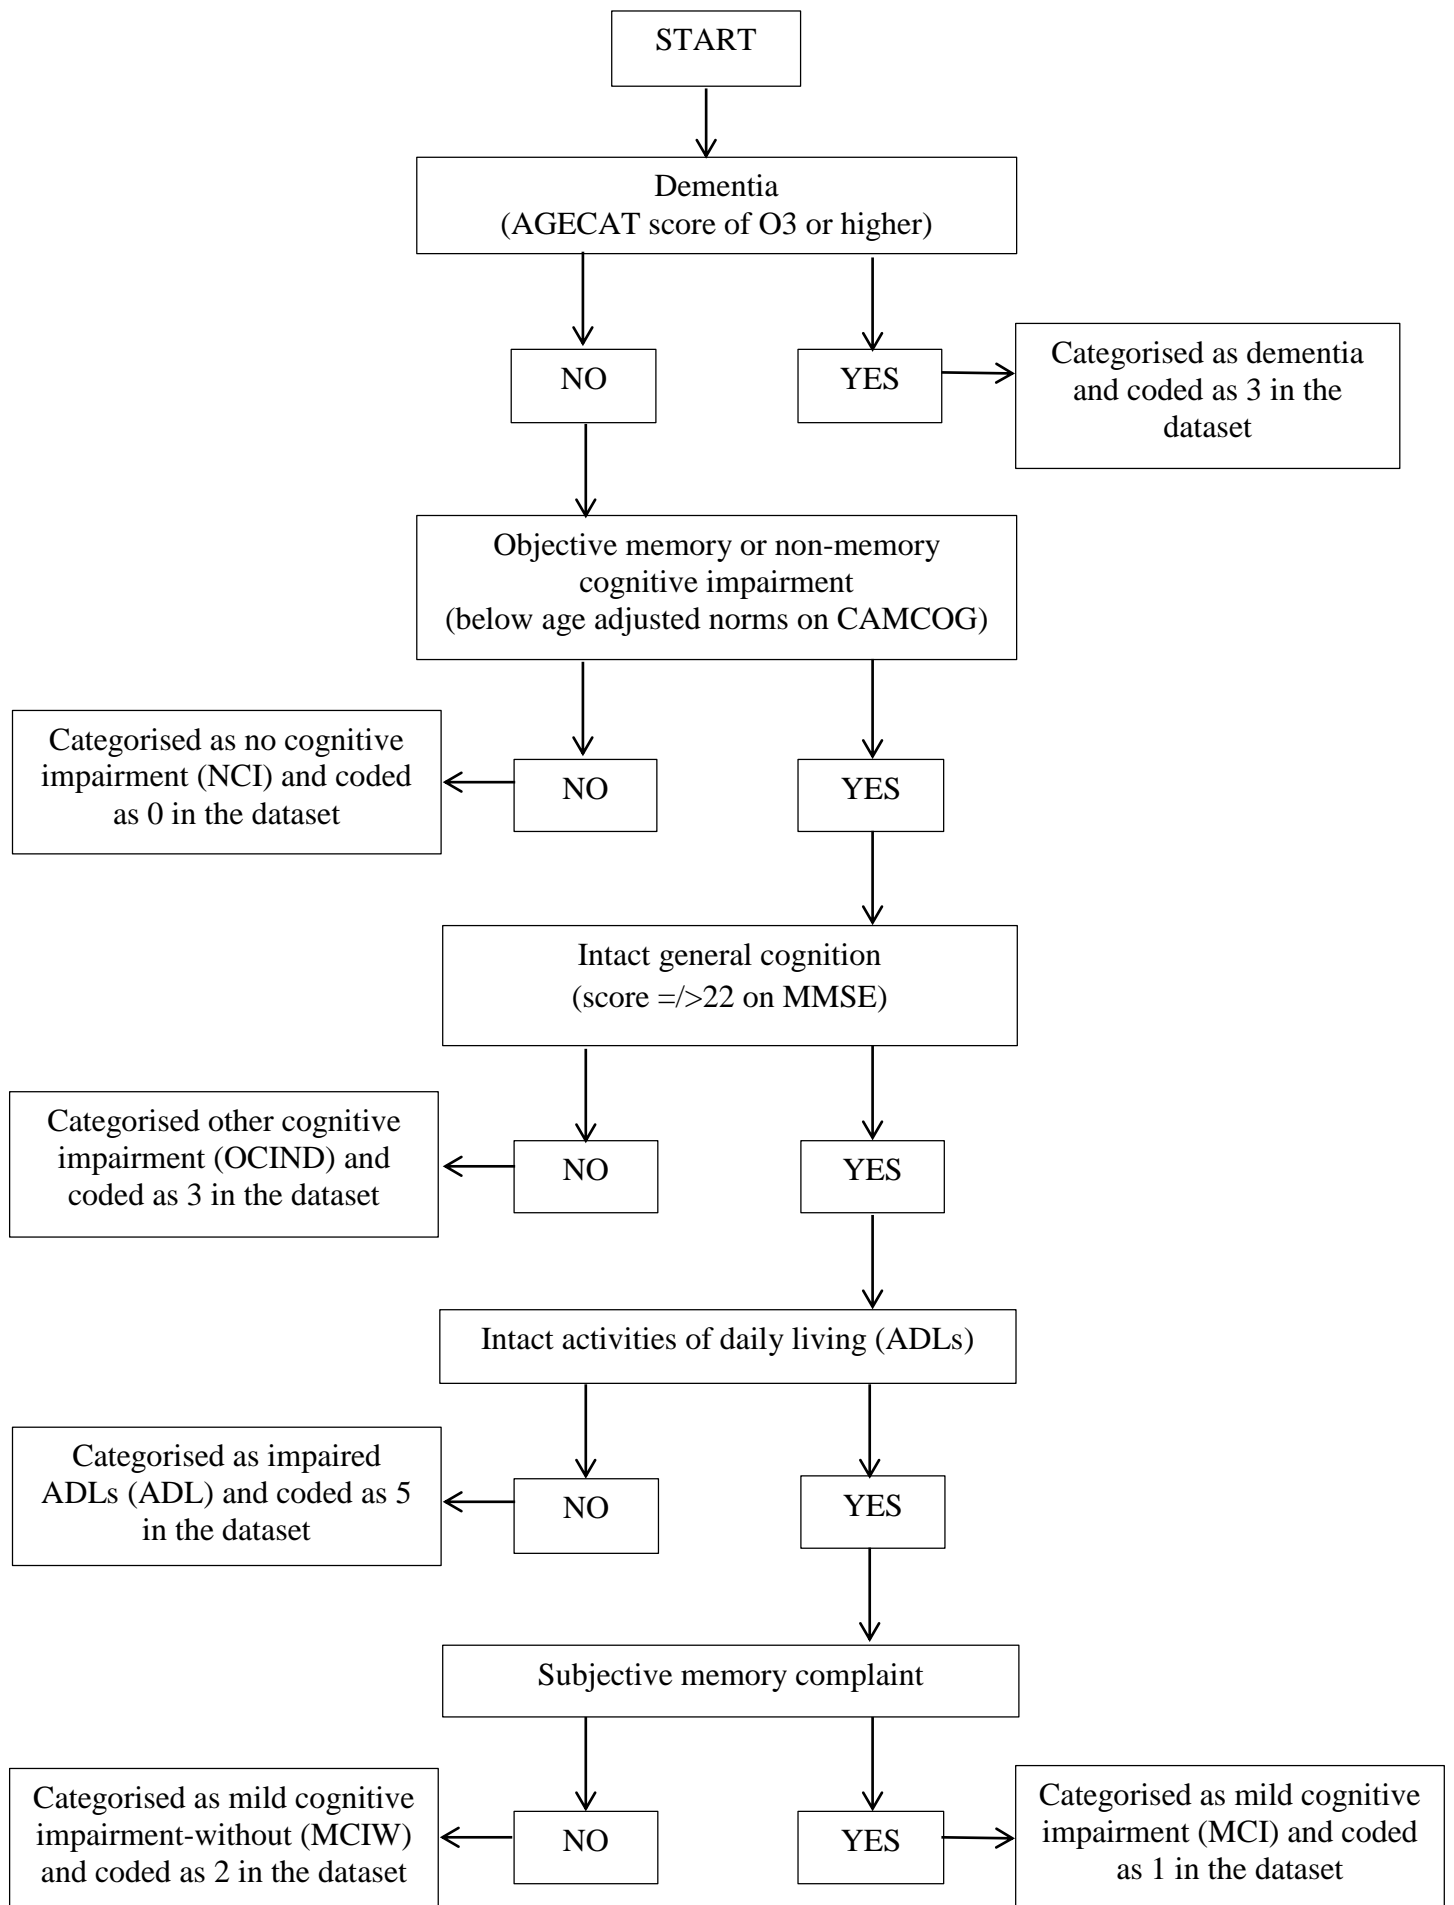 START
Dementia
(AGECAT score of O3 or higher)
NO
YES
Categorised as dementia
and coded as 3 in the
dataset
Objective memory or non-memory
cognitive impairment
(below age adjusted norms on CAMCOG)
Categorised as no cognitive
impairment (NCI) and coded
as 0 in the dataset
NO
YES
Intact general cognition
(score =/>22 on MMSE)
Categorised other cognitive
impairment (OCIND) and
coded as 3 in the dataset
NO
YES
Intact activities of daily living (ADLs)
Categorised as impaired
ADLs (ADL) and coded as 5
in the dataset
NO
YES
Subjective memory complaint
Categorised as mild cognitive
impairment-without (MCIW)
and coded as 2 in the dataset
NO
YES
Categorised as mild cognitive
impairment (MCI) and coded
as 1 in the dataset